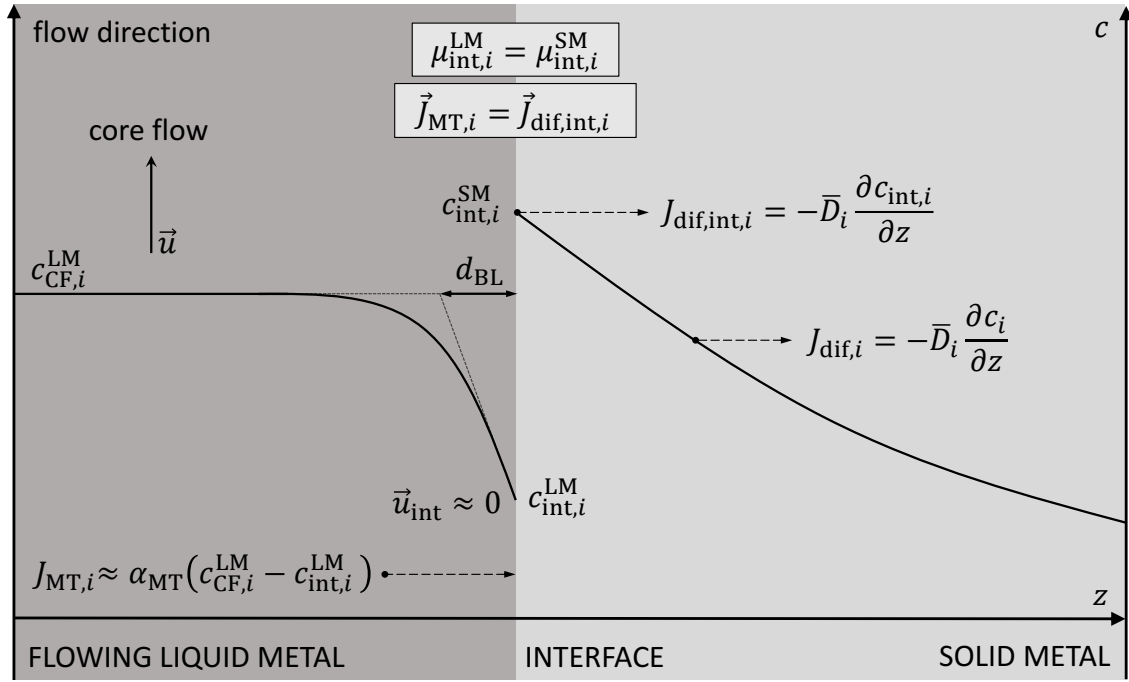 flow direction
c
μ_int,i^LM = μ_int,i^SM
J⃗_MT,i = J⃗_dif,int,i
core flow
u⃗
c_int,i^SM
J_dif,int,i = −D̅_i ∂c_int,i/∂z
c_CF,i^LM
d_BL
J_dif,i = −D̅_i ∂c_i/∂z
u⃗_int ≈ 0
c_int,i^LM
J_MT,i ≈ α_MT(c_CF,i^LM − c_int,i^LM)
z
FLOWING LIQUID METAL
INTERFACE
SOLID METAL